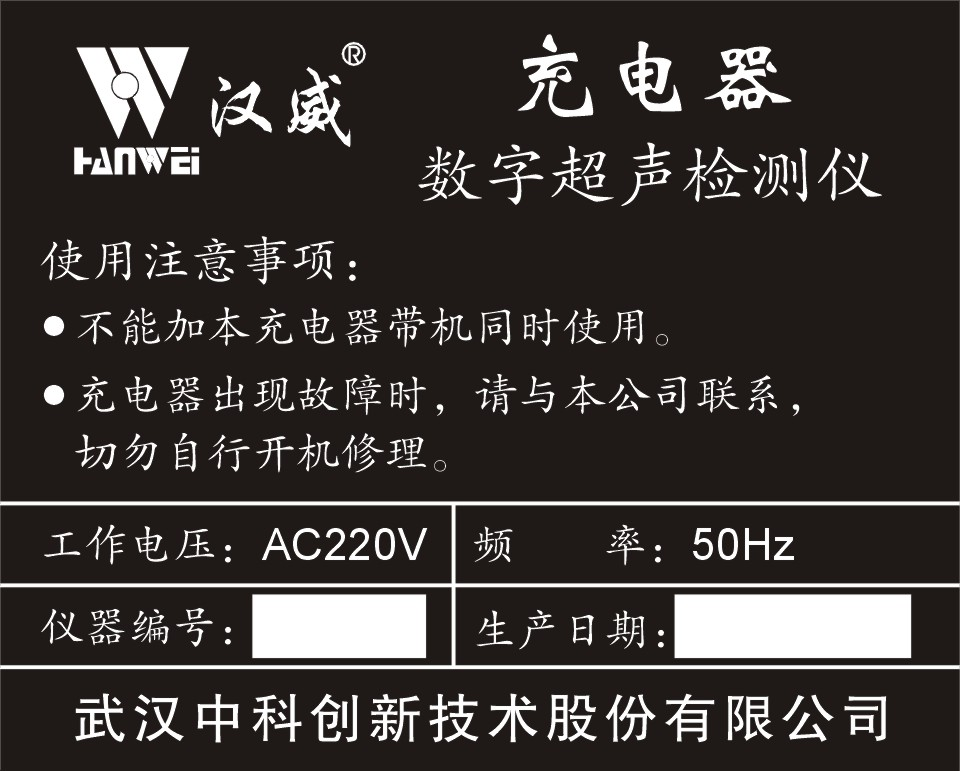 HANWEI 汉威®
充电器
数字超声检测仪
使用注意事项：
●不能加本充电器带机同时使用。
●充电器出现故障时，请与本公司联系，
切勿自行开机修理。
工作电压：AC220V 频 率：50Hz
仪器编号： 生产日期：
武汉中科创新技术股份有限公司